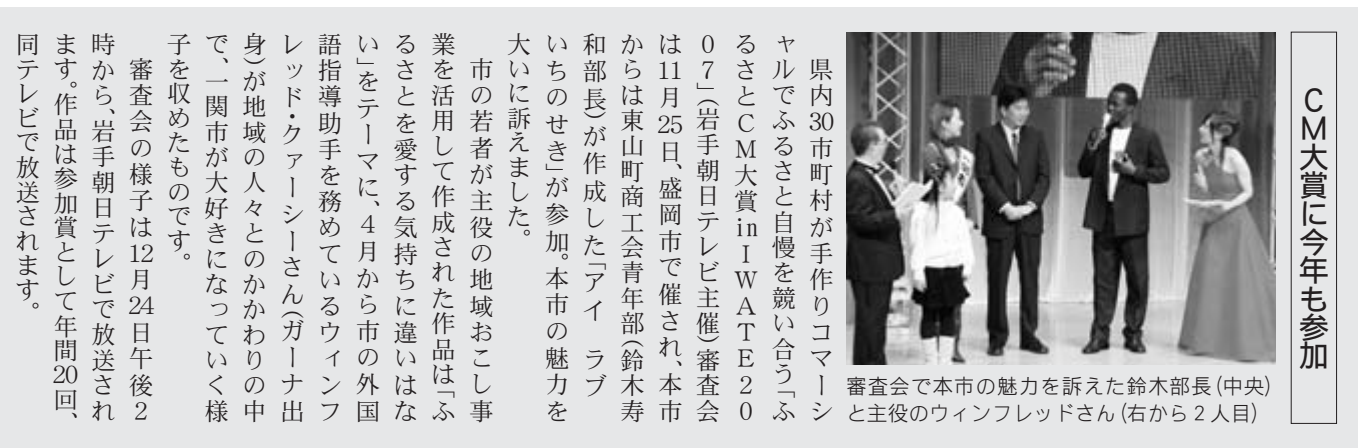 CM大賞に今年も参加
審査会で本市の魅力を訴えた鈴木部長(中央)
と主役のウィンフレッドさん(右から2人目)
県内30市町村が手作りコマーシ
ャルでふるさと自慢を競い合う「ふ
るさとCM大賞inIWATE20
07」(岩手朝日テレビ主催)審査会
は11月25日、盛岡市で催され、本市
からは東山町商工会青年部(鈴木寿
和部長)が作成した「アイ ラブ
いちのせき」が参加。本市の魅力を
大いに訴えました。
市の若者が主役の地域おこし事
業を活用して作成された作品は「ふ
るさとを愛する気持ちに違いはな
い」をテーマに、4月から市の外国
語指導助手を務めているウィンフ
レッド・クァーシーさん(ガーナ出
身)が地域の人々とのかかわりの中
で、一関市が大好きになっていく様
子を収めたものです。
審査会の様子は12月24日午後2
時から、岩手朝日テレビで放送され
ます。作品は参加賞として年間20回、
同テレビで放送されます。